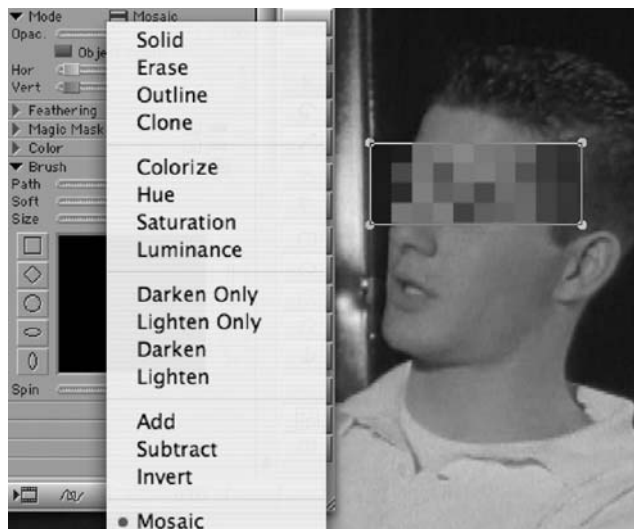 Mode Mosaic
Opac.
Obje
Hor
Vert
Feathering
Magic Mask
Color
Brush
Path
Soft
Size
Spin
Solid
Erase
Outline
Clone
Colorize
Hue
Saturation
Luminance
Darken Only
Lighten Only
Darken
Lighten
Add
Subtract
Invert
Mosaic